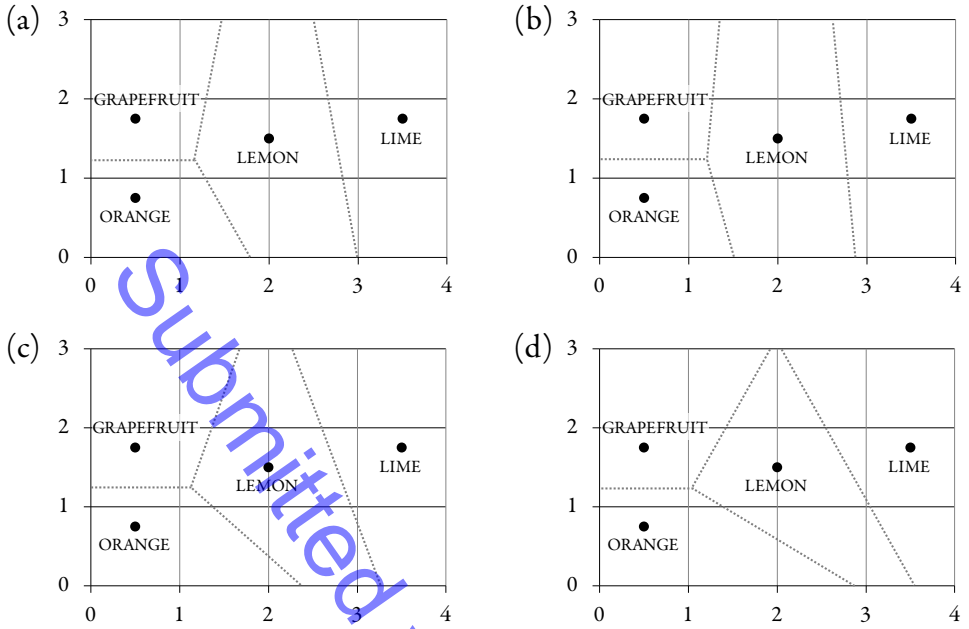 (a)
3
2
1
0
GRAPEFRUIT
LEMON
LIME
ORANGE
0 1 2 3 4
(b)
3
2
1
0
GRAPEFRUIT
LEMON
LIME
ORANGE
0 1 2 3 4
(c)
3
2
1
0
GRAPEFRUIT
LEMON
LIME
ORANGE
0 1 2 3 4
(d)
3
2
1
0
GRAPEFRUIT
LEMON
LIME
ORANGE
0 1 2 3 4
Submitted